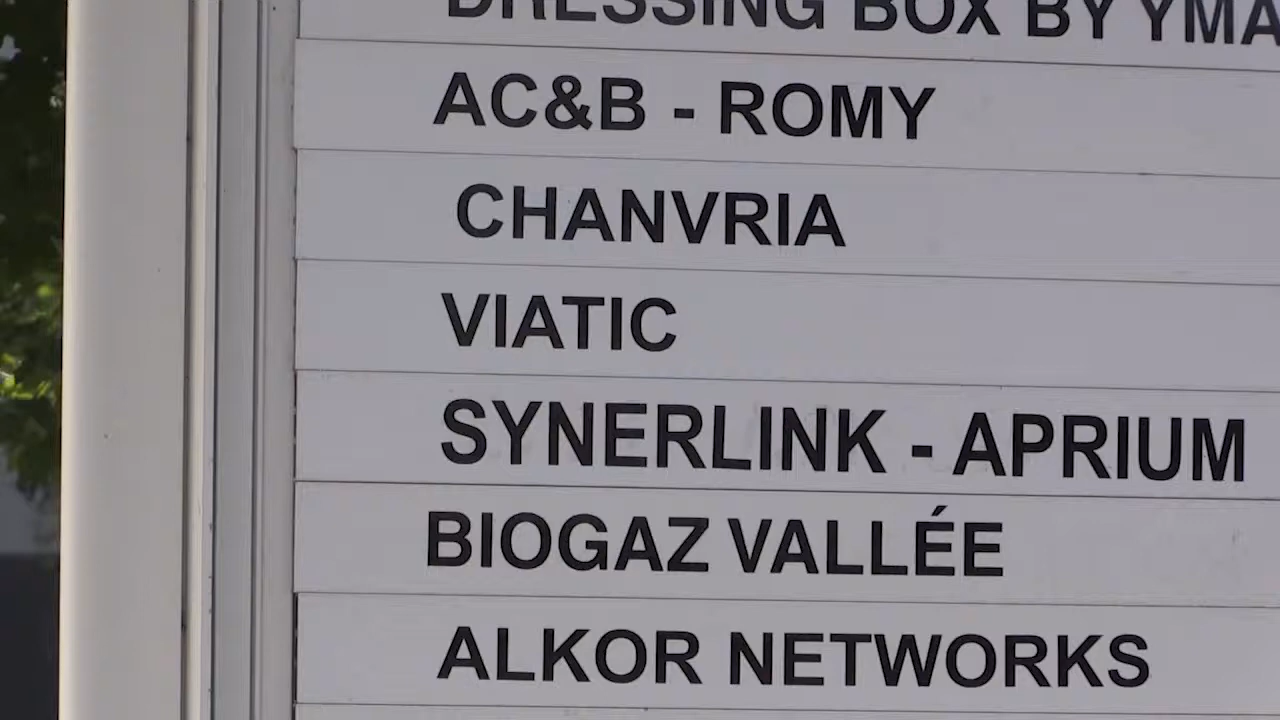 DRESSING BOX BY YMA
AC&B - ROMY
CHANVRIA
VIATIC
SYNERLINK - APRIUM
BIOGAZ VALLÉE
ALKOR NETWORKS